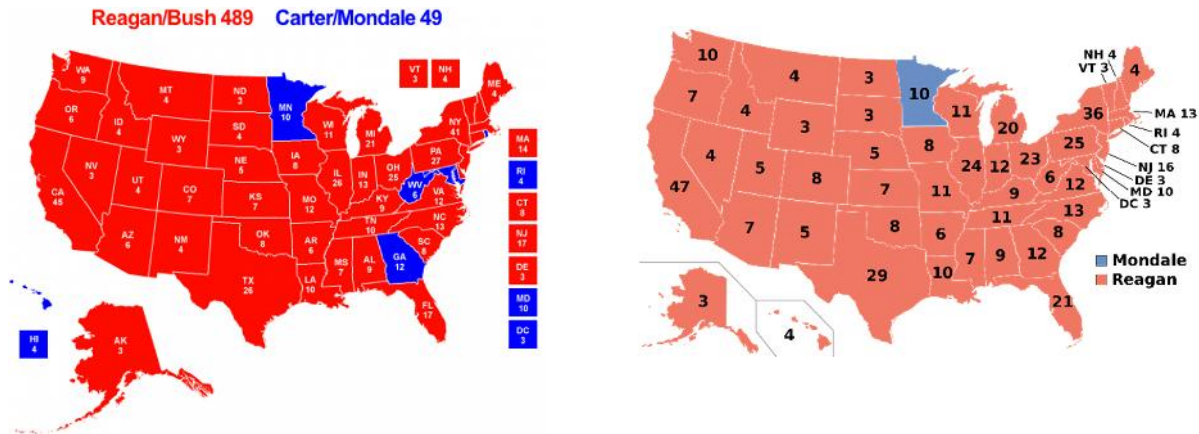 Reagan/Bush 489 Carter/Mondale 49
WA
9
OR
6
CA
45
NV
3
ID
4
MT
4
WY
3
UT
4
AZ
6
CO
7
NM
4
ND
3
SD
4
NE
5
KS
7
OK
8
TX
26
MN
10
IA
8
MO
12
AR
6
LA
10
WI
11
IL
26
MI
21
IN
13
OH
25
KY
9
TN
10
MS
7
AL
9
GA
12
FL
17
SC
8
NC
13
VA
12
WV
6
PA
27
NY
41
VT
3
NH
4
ME
4
MA
14
RI
4
CT
8
NJ
17
DE
3
MD
10
DC
3
HI
4
AK
3
10
7
47
4
4
4
3
5
7
8
5
3
3
5
7
8
29
10
8
11
6
10
11
24
20
12
23
9
11
7
9
12
21
8
13
12
6
25
36
4
NH 4
VT 3
MA 13
RI 4
CT 8
NJ 16
DE 3
MD 10
DC 3
3
4
Mondale
Reagan